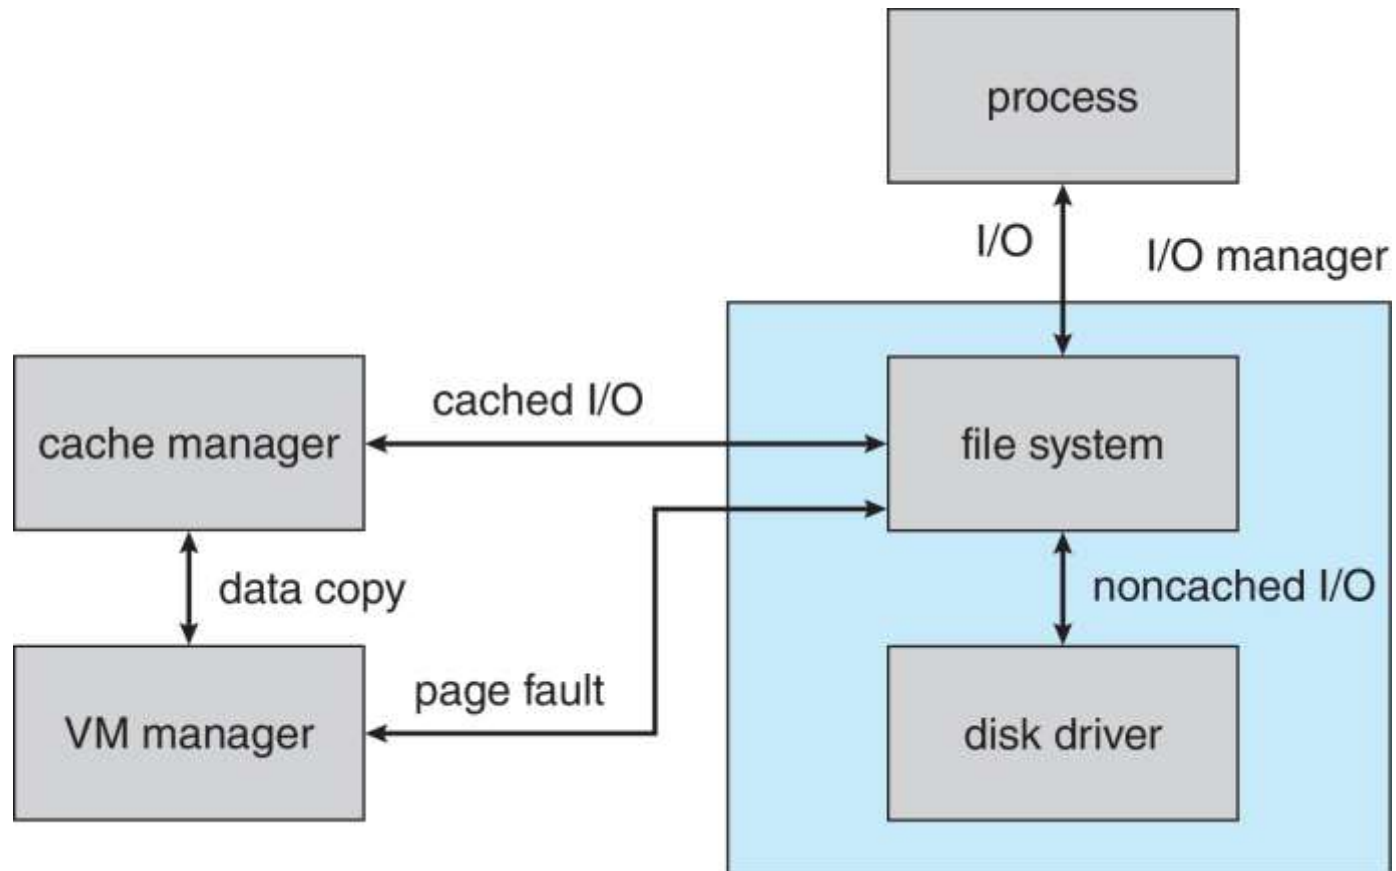 process
I/O
I/O manager
cached I/O
cache manager
file system
data copy
noncached I/O
page fault
VM manager
disk driver